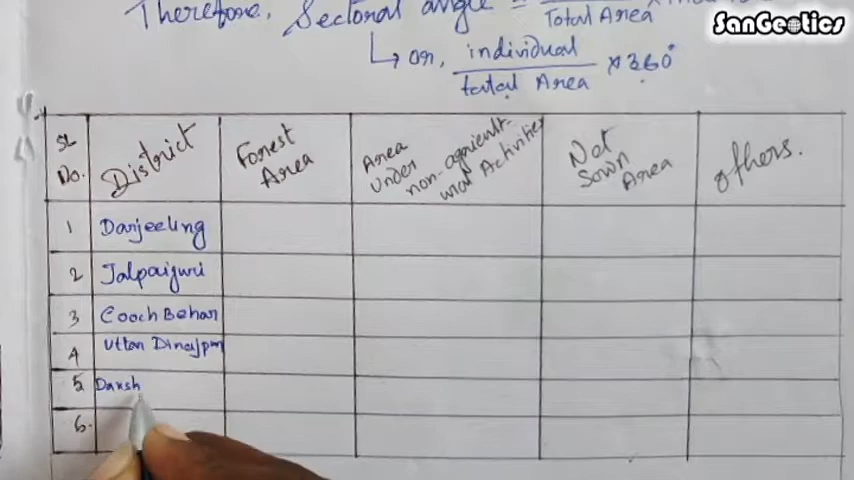 SanGeotics
Therefore, Sectoral angle =
Total Area
or, individual
total Area × 360°
SL No. District Forest Area Area Under non-agricultural Activities Net Sown Area Others.
1 Darjeeling
2 Jalpaiguri
3 Cooch Behar
4 Uttar Dinajpur
5 Daksh
6.